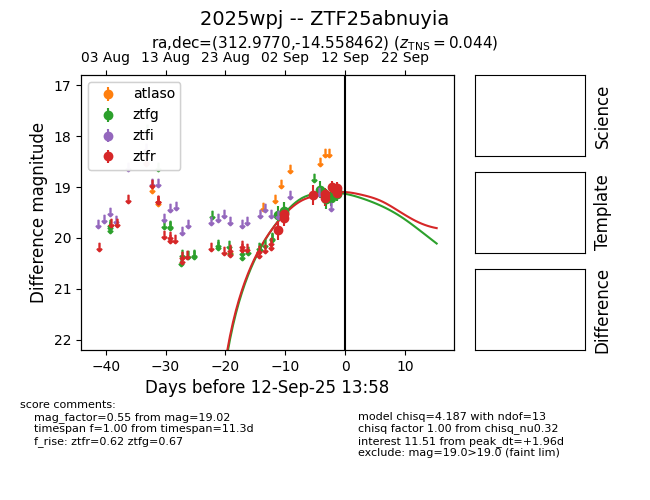 2025wpj -- ZTF25abnuyia
ra,dec=(312.9770,-14.558462) (z_TNS = 0.044)
03 Aug 13 Aug 23 Aug 02 Sep 12 Sep 22 Sep
atlaso
ztfg
ztfi
ztfr
17
18
19
20
21
22
Difference magnitude
−40 −30 −20 −10 0 10
Days before 12-Sep-25 13:58
Science
Template
Difference
score comments:
mag_factor=0.55 from mag=19.02
timespan f=1.00 from timespan=11.3d
f_rise: ztfr=0.62 ztfg=0.67
model chisq=4.187 with ndof=13
chisq factor 1.00 from chisq_nu0.32
interest 11.51 from peak_dt=+1.96d
exclude: mag=19.0>19.0 (faint lim)